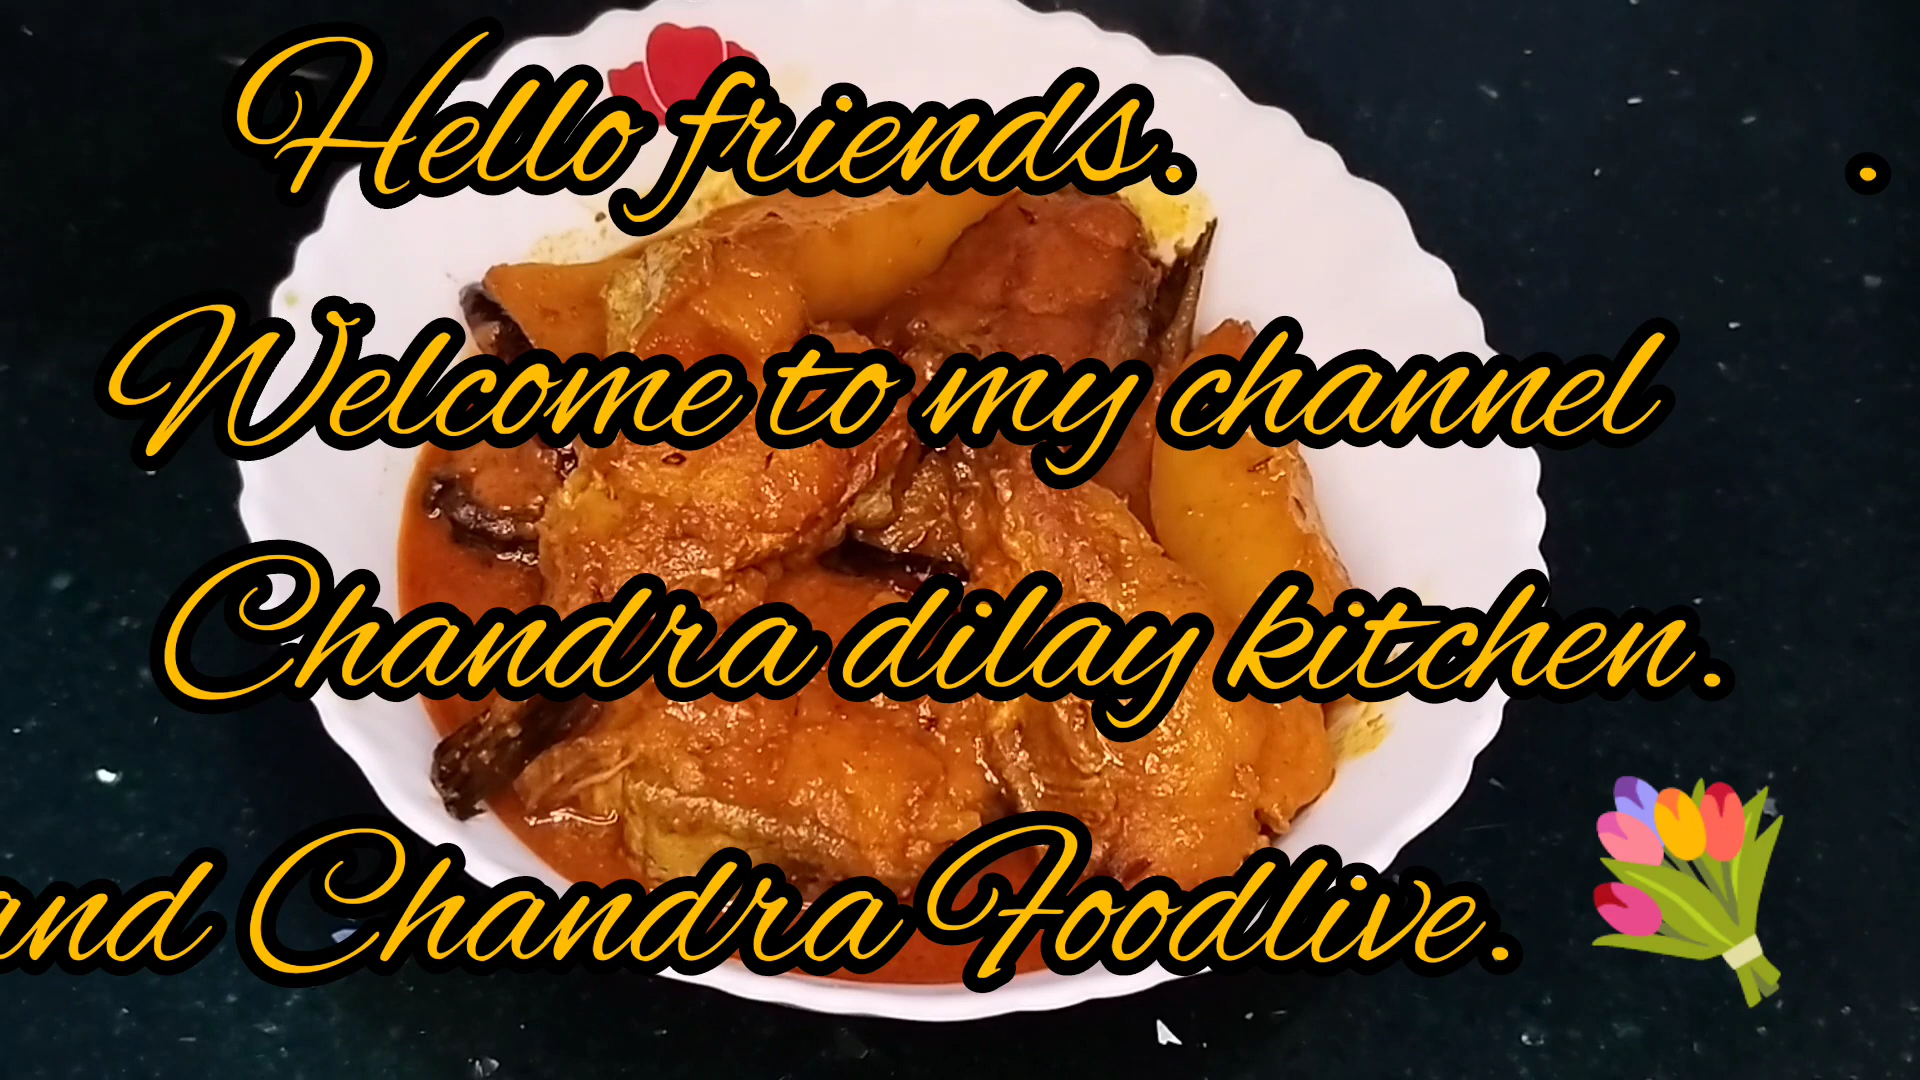 Hello friends. .
Welcome to my channel
Chandra dilay kitchen.
and Chandra Foodlive. 💐